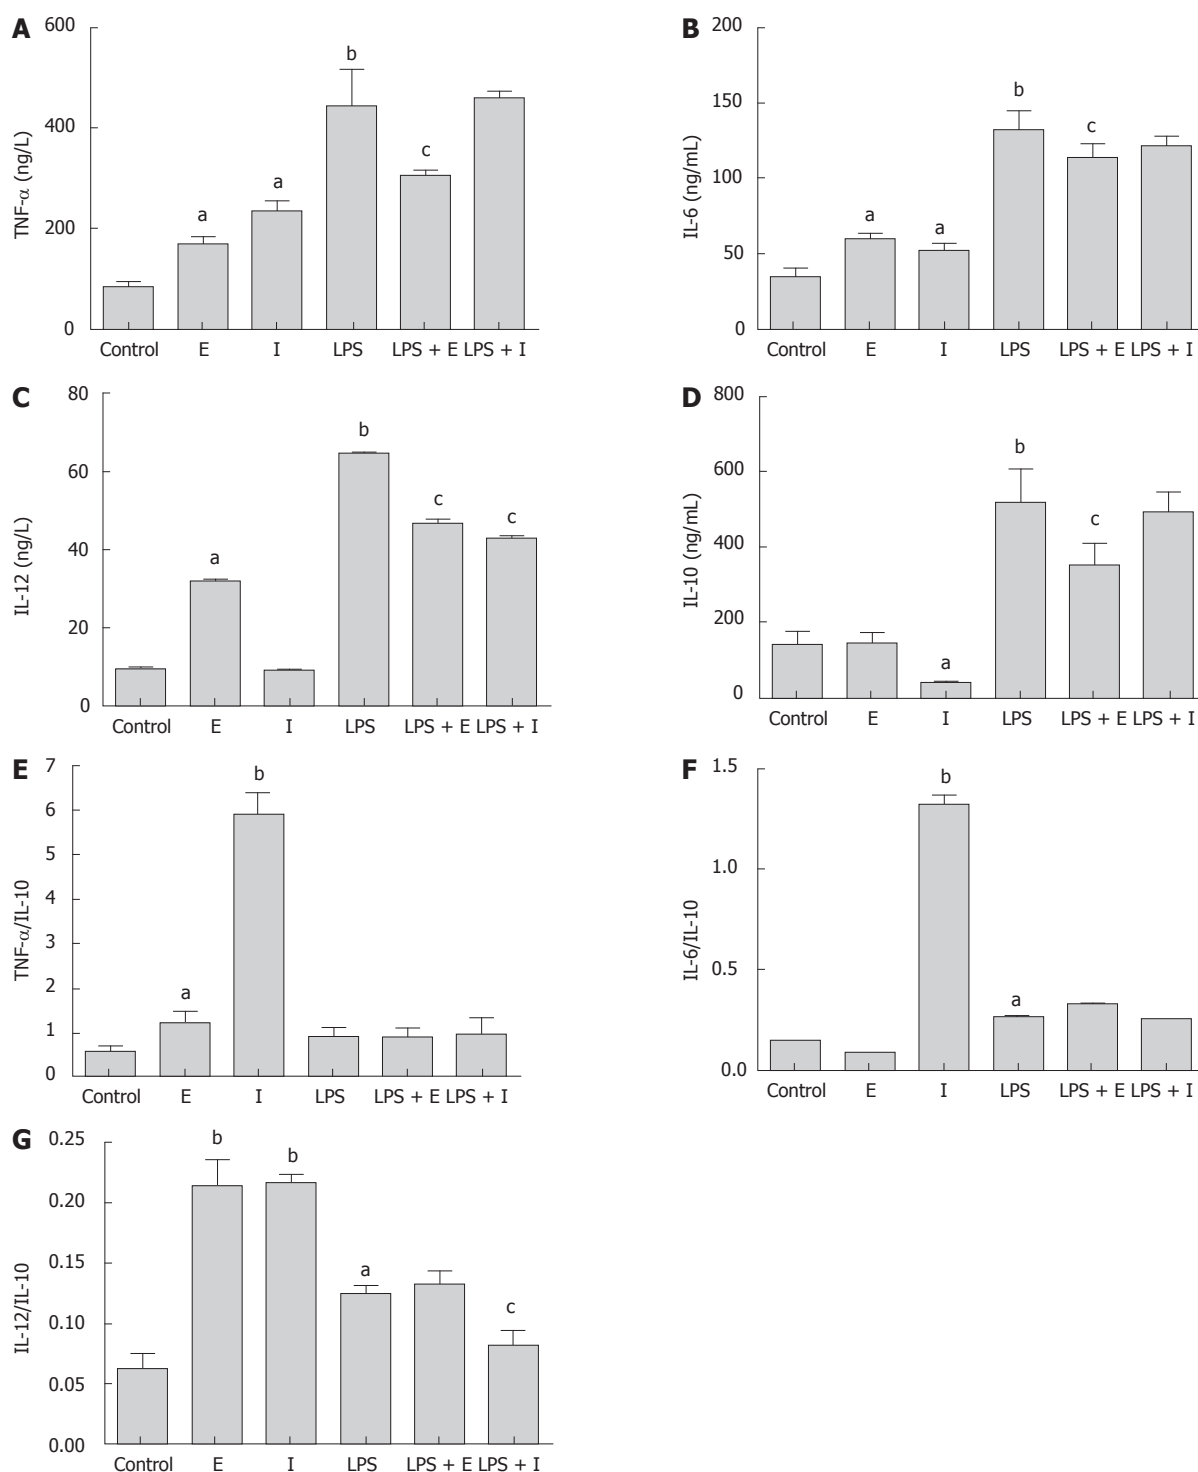 A
TNF-α (ng/L)
600
400
200
0
b
a
a
c
Control E I LPS LPS + E LPS + I
B
IL-6 (ng/mL)
200
150
100
50
0
b
c
a
a
Control E I LPS LPS + E LPS + I
C
IL-12 (ng/L)
80
60
40
20
0
b
c
c
a
Control E I LPS LPS + E LPS + I
D
IL-10 (ng/mL)
800
600
400
200
0
b
c
a
Control E I LPS LPS + E LPS + I
E
TNF-α/IL-10
7
6
5
4
3
2
1
0
b
a
Control E I LPS LPS + E LPS + I
F
IL-6/IL-10
1.5
1.0
0.5
0.0
b
a
Control E I LPS LPS + E LPS + I
G
IL-12/IL-10
0.25
0.20
0.15
0.10
0.05
0.00
b
b
a
c
Control E I LPS LPS + E LPS + I